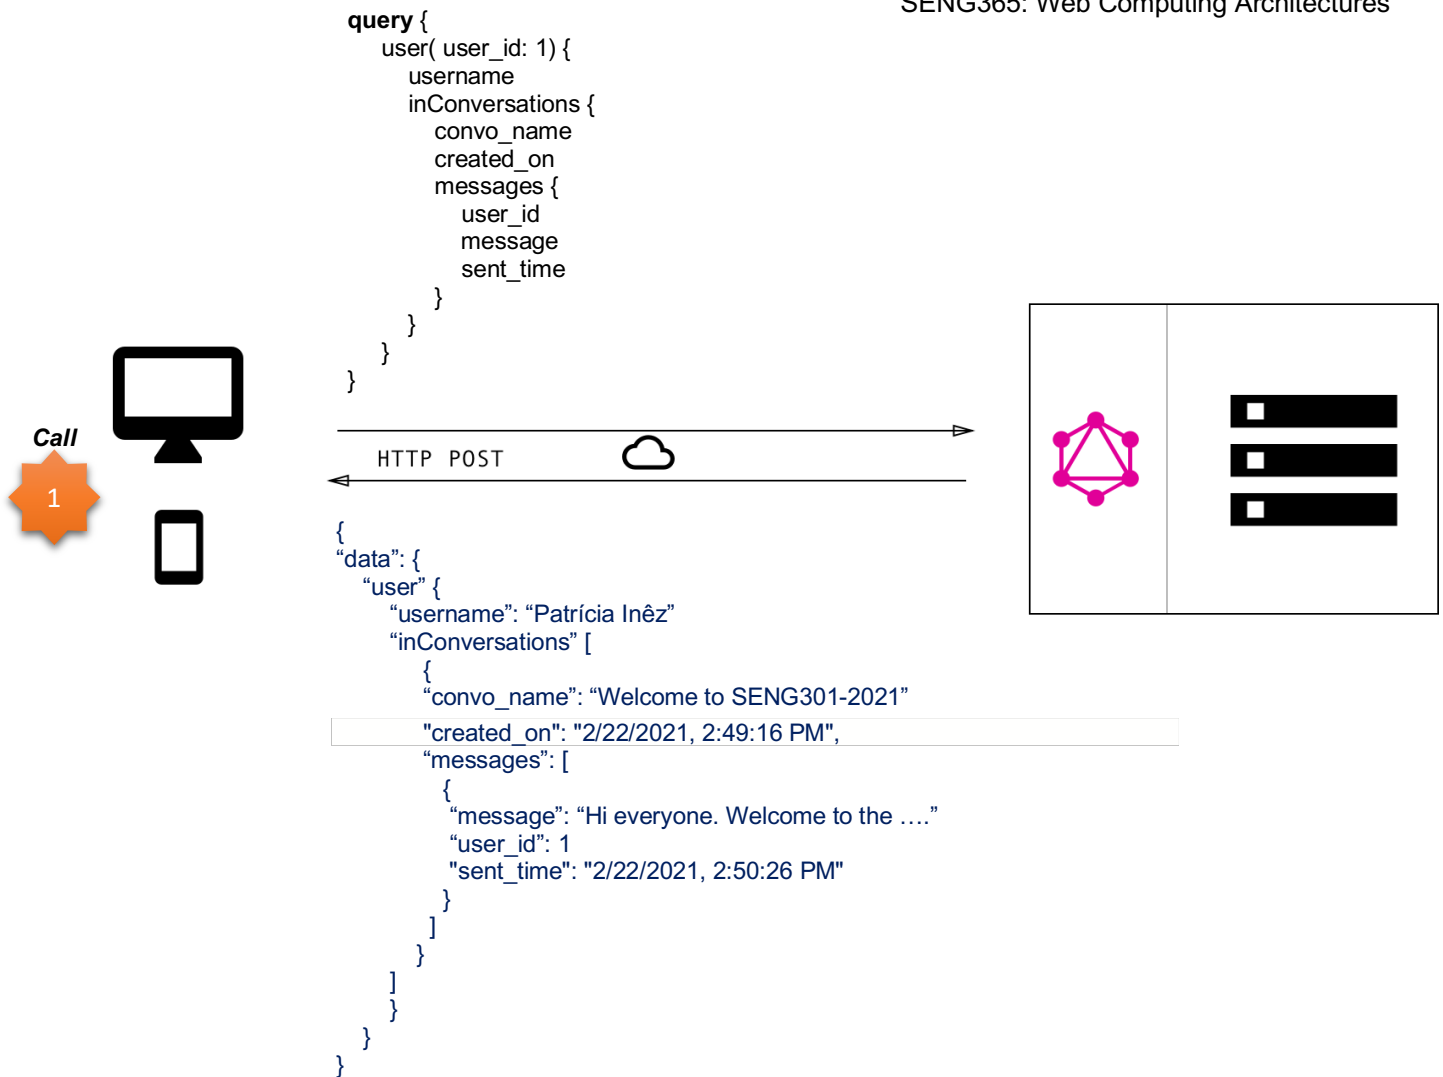 SENG365: Web Computing Architectures
query {
user( user_id: 1) {
username
inConversations {
convo_name
created_on
messages {
user_id
message
sent_time
}
}
}
}
Call
1
HTTP POST
{
“data”: {
“user” {
“username”: “Patrícia Inêz”
“inConversations” [
{
“convo_name”: “Welcome to SENG301-2021”
"created_on": "2/22/2021, 2:49:16 PM",
“messages”: [
{
“message”: “Hi everyone. Welcome to the ….”
“user_id”: 1
"sent_time": "2/22/2021, 2:50:26 PM"
}
]
}
]
}
}
}